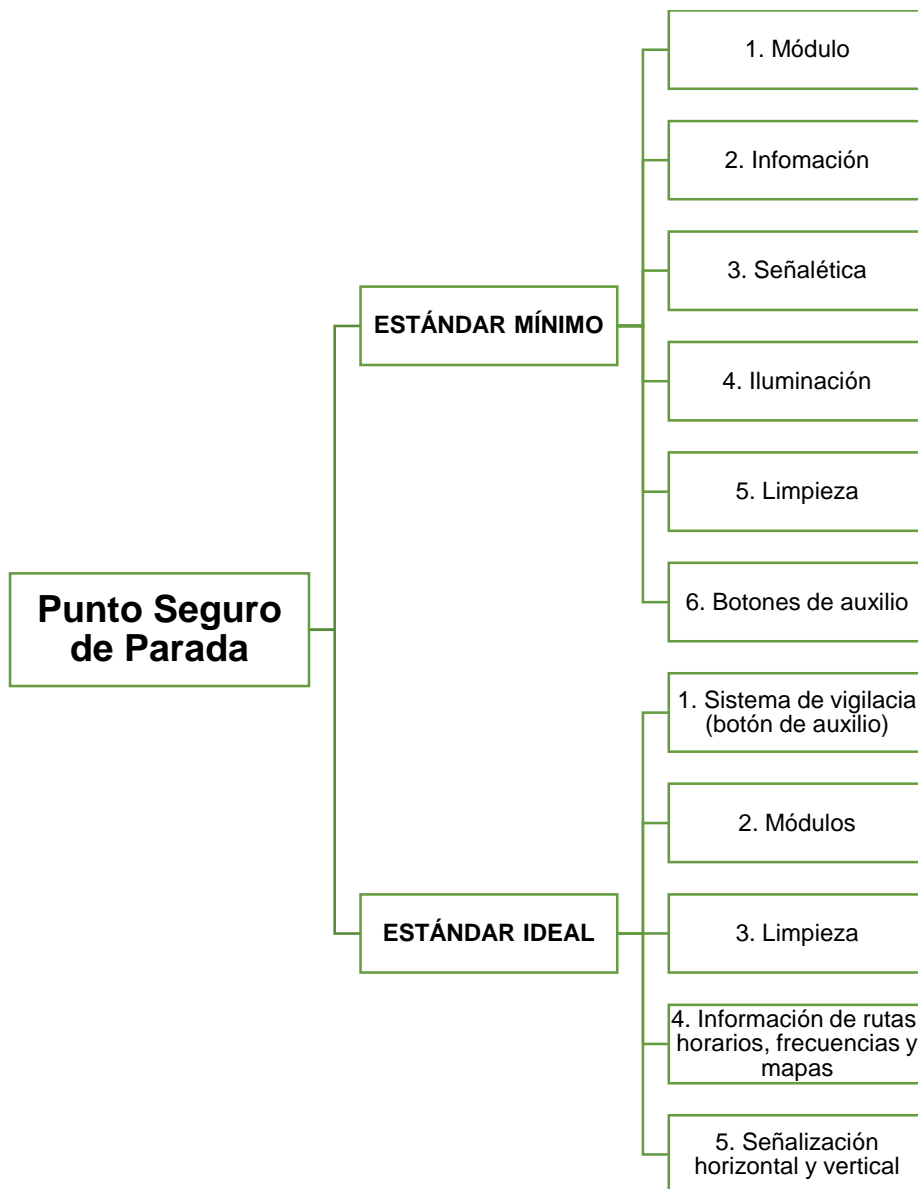 Punto Seguro
de Parada
ESTÁNDAR MÍNIMO
1. Módulo
2. Infomación
3. Señalética
4. Iluminación
5. Limpieza
6. Botones de auxilio
ESTÁNDAR IDEAL
1. Sistema de vigilacia
(botón de auxilio)
2. Módulos
3. Limpieza
4. Información de rutas
horarios, frecuencias y
mapas
5. Señalización
horizontal y vertical